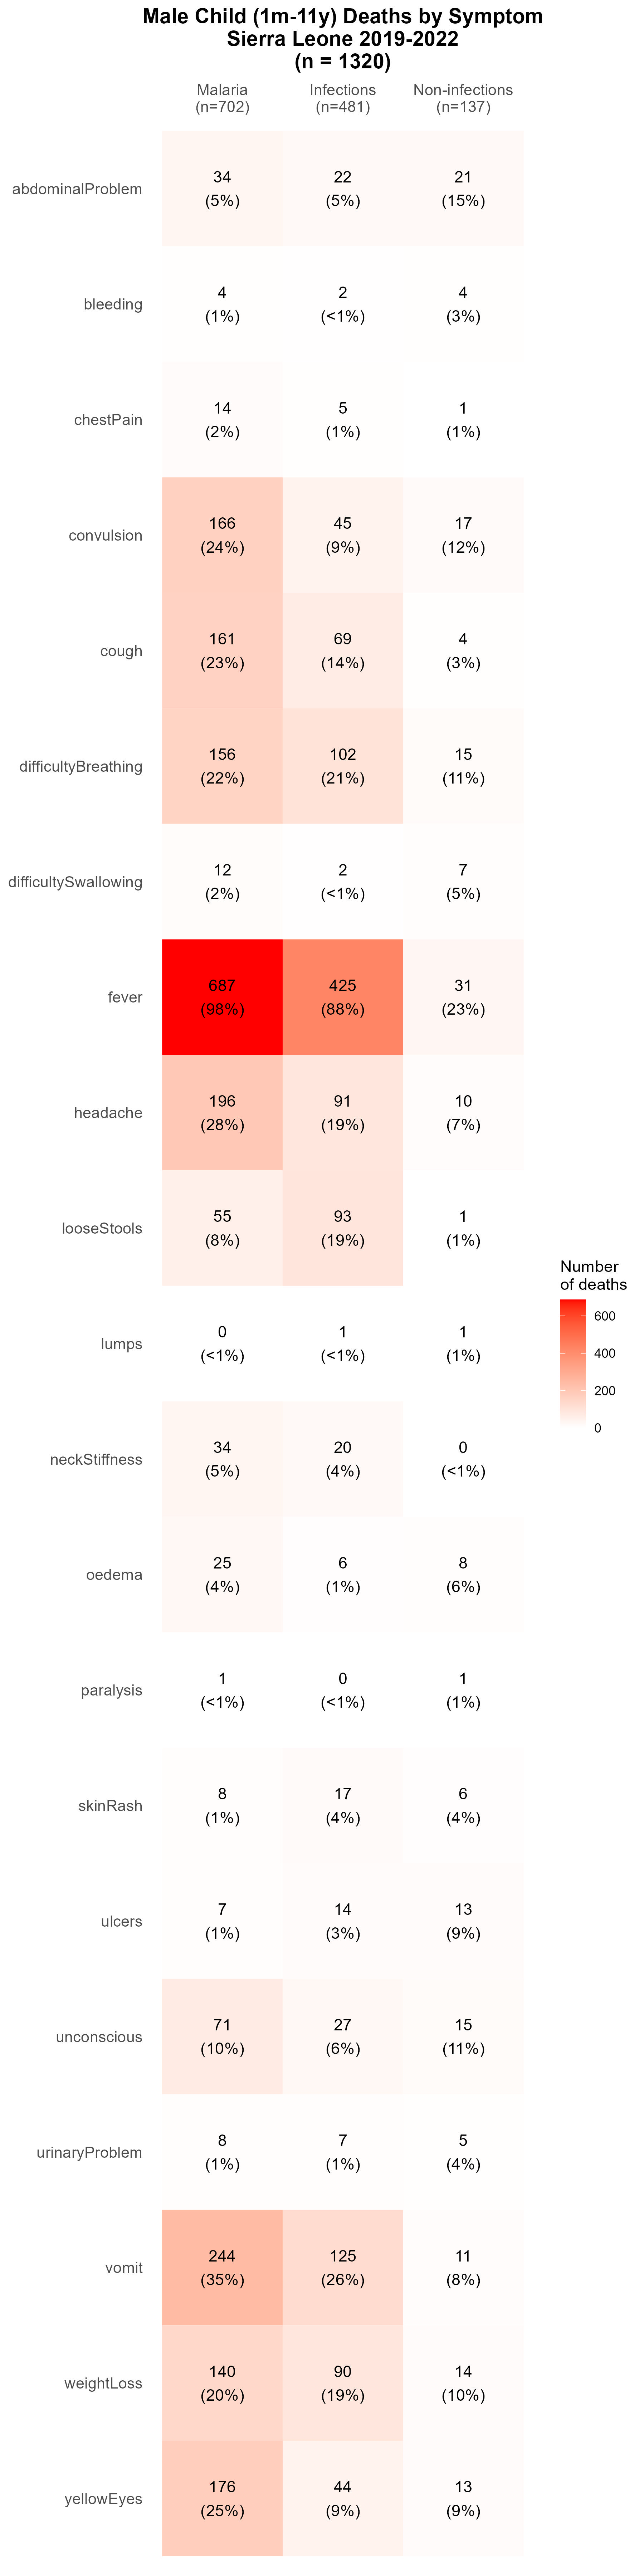 Male Child (1m-11y) Deaths by Symptom
Sierra Leone 2019-2022
(n = 1320)
Malaria Infections Non-infections
(n=702) (n=481) (n=137)
abdominalProblem 34 22 21
(5%) (5%) (15%)
bleeding 4 2 4
(1%) (<1%) (3%)
chestPain 14 5 1
(2%) (1%) (1%)
convulsion 166 45 17
(24%) (9%) (12%)
cough 161 69 4
(23%) (14%) (3%)
difficultyBreathing 156 102 15
(22%) (21%) (11%)
difficultySwallowing 12 2 7
(2%) (<1%) (5%)
fever 687 425 31
(98%) (88%) (23%)
headache 196 91 10
(28%) (19%) (7%)
looseStools 55 93 1
(8%) (19%) (1%)
lumps 0 1 1
(<1%) (<1%) (1%)
neckStiffness 34 20 0
(5%) (4%) (<1%)
oedema 25 6 8
(4%) (1%) (6%)
paralysis 1 0 1
(<1%) (<1%) (1%)
skinRash 8 17 6
(1%) (4%) (4%)
ulcers 7 14 13
(1%) (3%) (9%)
unconscious 71 27 15
(10%) (6%) (11%)
urinaryProblem 8 7 5
(1%) (1%) (4%)
vomit 244 125 11
(35%) (26%) (8%)
weightLoss 140 90 14
(20%) (19%) (10%)
yellowEyes 176 44 13
(25%) (9%) (9%)
Number
of deaths
600
400
200
0